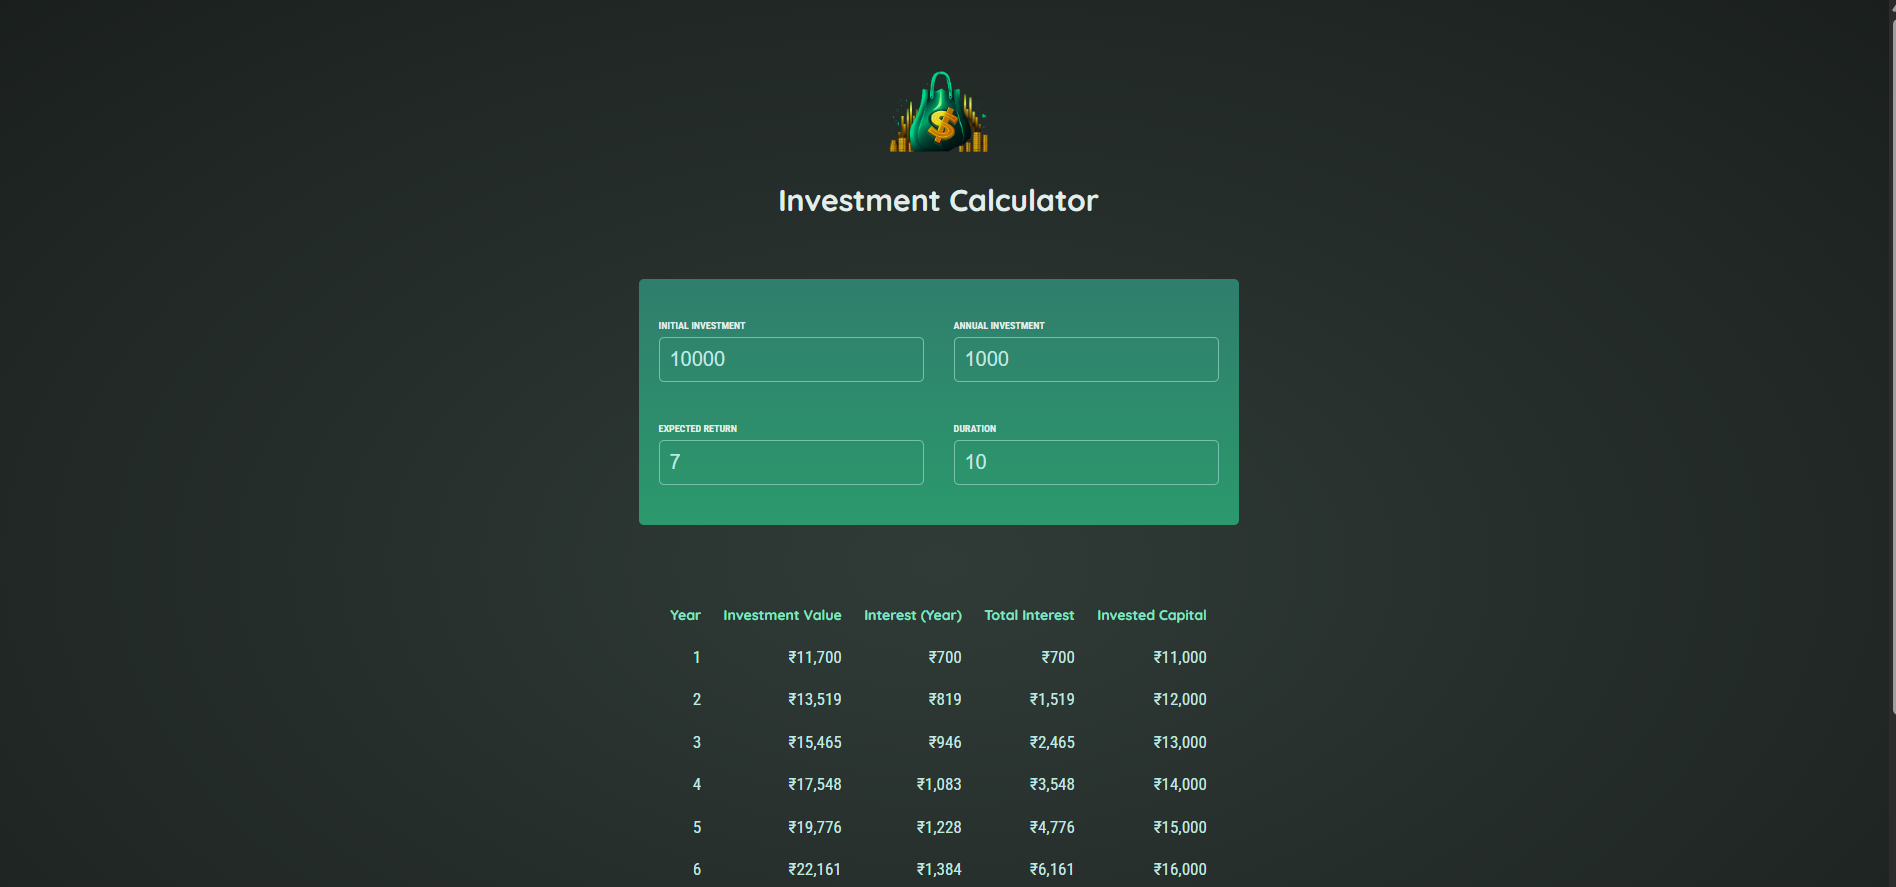 $
Investment Calculator
INITIAL INVESTMENT ANNUAL INVESTMENT
10000 1000
EXPECTED RETURN DURATION
7 10
Year Investment Value Interest (Year) Total Interest Invested Capital
1 ₹11,700 ₹700 ₹700 ₹11,000
2 ₹13,519 ₹819 ₹1,519 ₹12,000
3 ₹15,465 ₹946 ₹2,465 ₹13,000
4 ₹17,548 ₹1,083 ₹3,548 ₹14,000
5 ₹19,776 ₹1,228 ₹4,776 ₹15,000
6 ₹22,161 ₹1,384 ₹6,161 ₹16,000